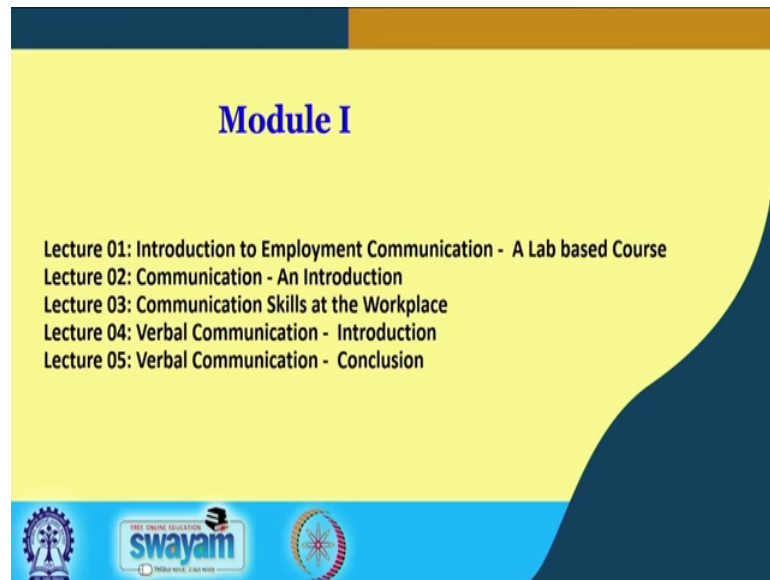 Module I
Lecture 01: Introduction to Employment Communication - A Lab based Course
Lecture 02: Communication - An Introduction
Lecture 03: Communication Skills at the Workplace
Lecture 04: Verbal Communication - Introduction
Lecture 05: Verbal Communication - Conclusion
FREE ONLINE EDUCATION
swayam